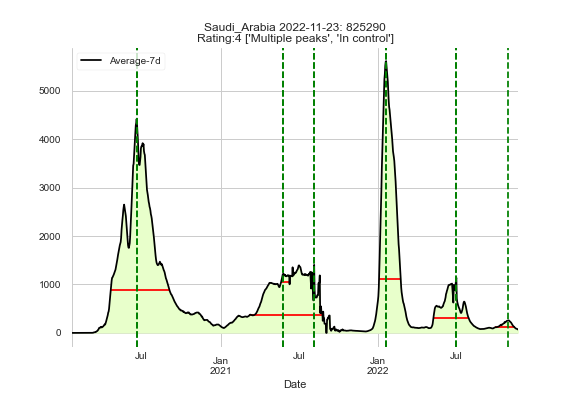 Saudi_Arabia 2022-11-23: 825290
Rating:4 ['Multiple peaks', 'In control']
Average-7d
5000
4000
3000
2000
1000
0
Jul
Jan
2021
Jul
Jan
2022
Jul
Date